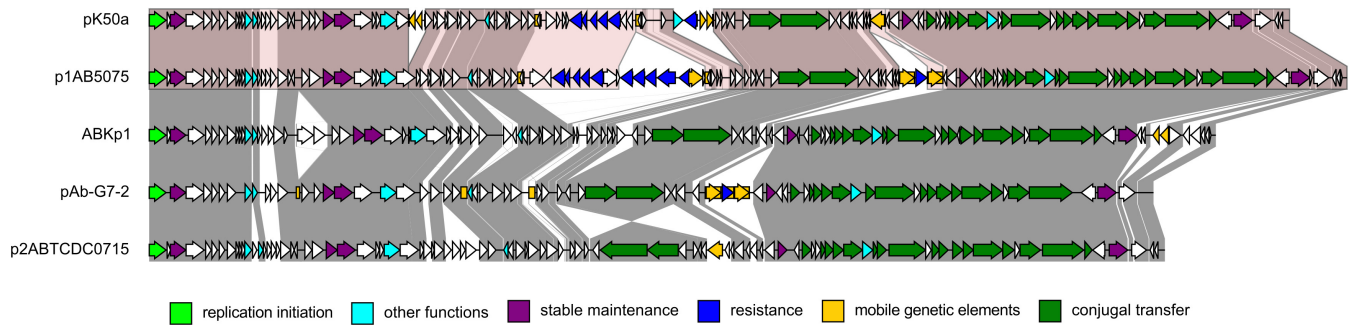 pK50a
p1AB5075
ABKp1
pAb-G7-2
p2ABTCDC0715
replication initiation other functions stable maintenance resistance mobile genetic elements conjugal transfer